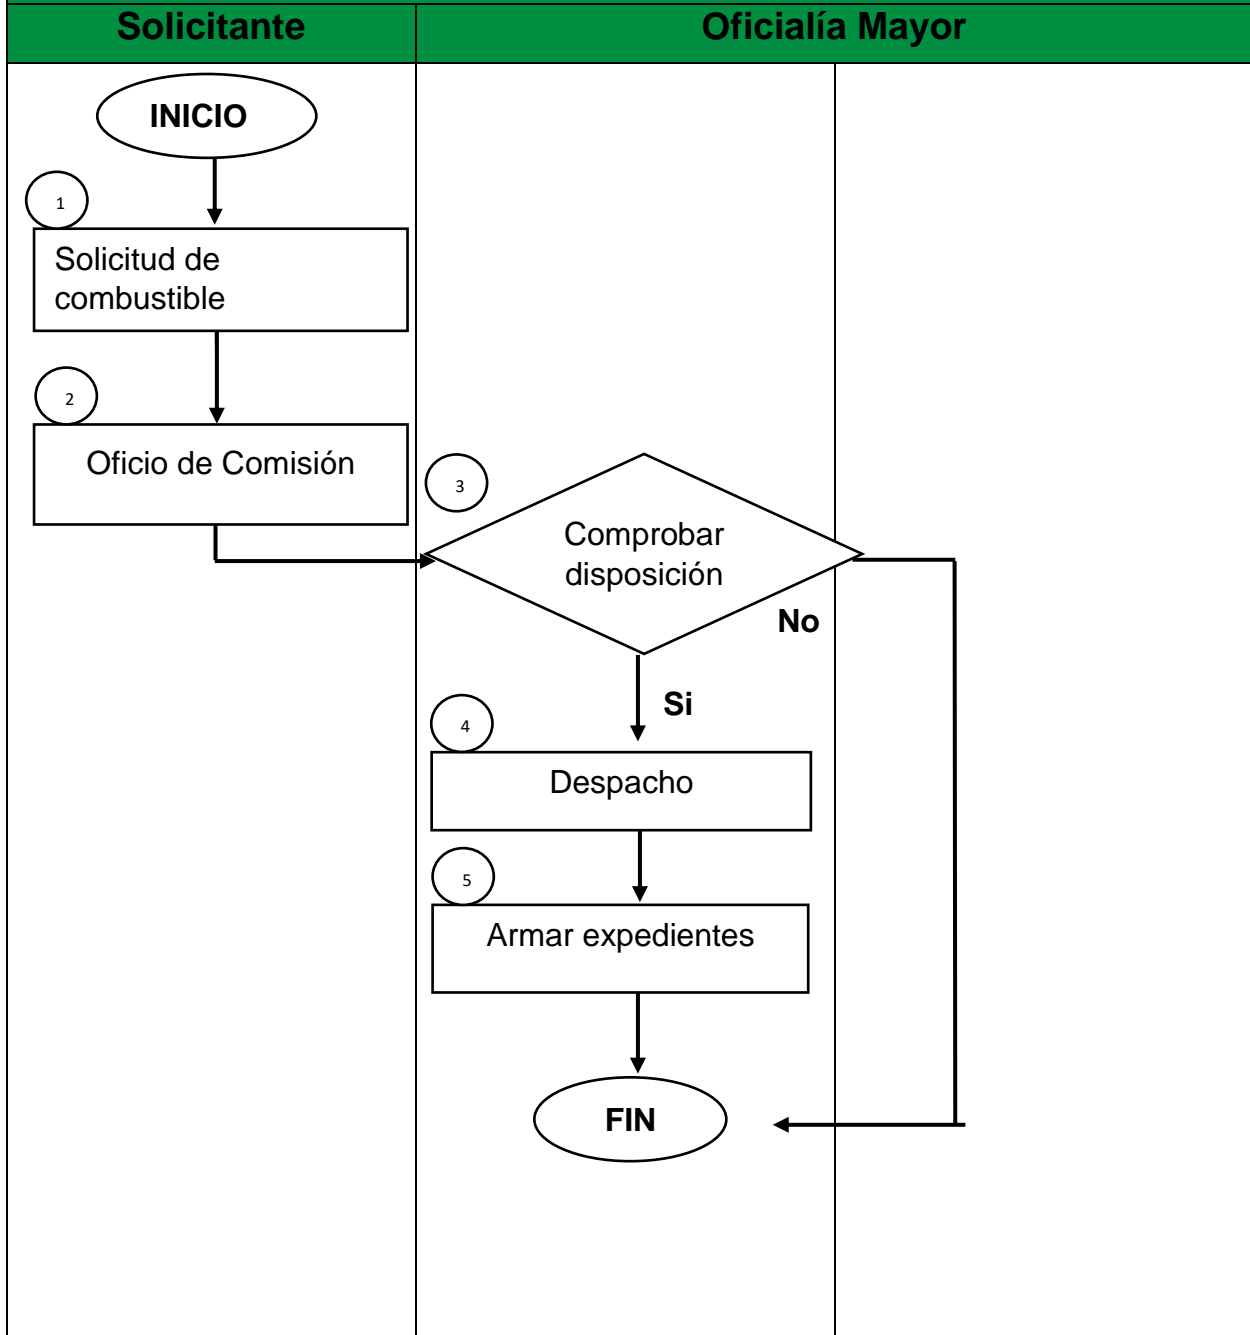 Solicitante
Oficialía Mayor
INICIO
1
Solicitud de
combustible
2
Oficio de Comisión
3
Comprobar
disposición
No
Si
4
Despacho
5
Armar expedientes
FIN